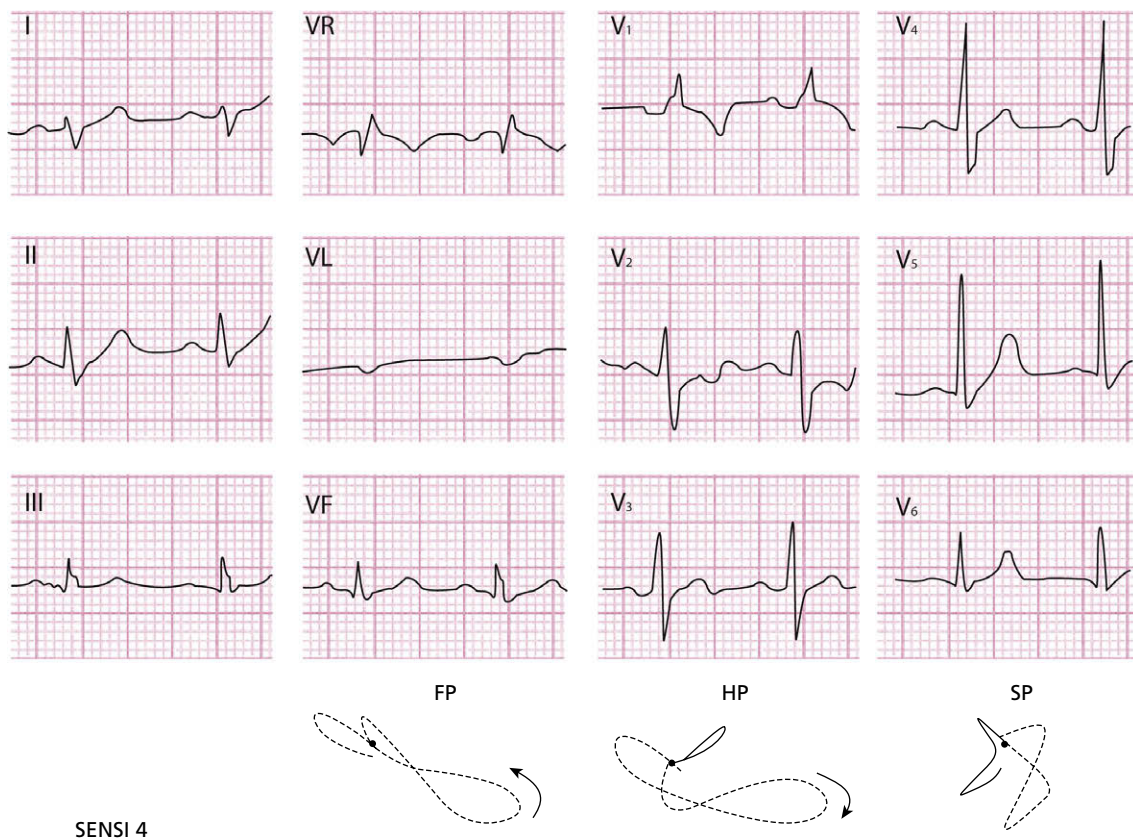 I VR V₁ V₄
II VL V₂ V₅
III VF V₃ V₆
FP HP SP
SENSI 4